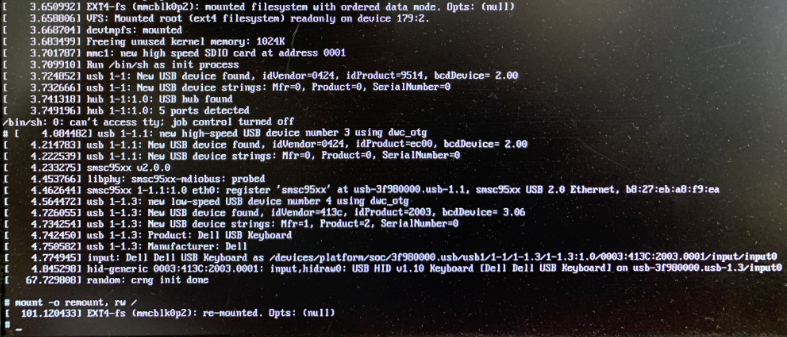 [    3.650992] EXT4-fs (mmcblk0p2): mounted filesystem with ordered data mode. Opts: (null)
[    3.658806] VFS: Mounted root (ext4 filesystem) readonly on device 179:2.
[    3.668704] devtmpfs: mounted
[    3.683499] Freeing unused kernel memory: 1024K
[    3.701787] mmc1: new high speed SDIO card at address 0001
[    3.709910] Run /bin/sh as init process
[    3.724852] usb 1-1: New USB device found, idVendor=0424, idProduct=9514, bcdDevice= 2.00
[    3.732666] usb 1-1: New USB device strings: Mfr=0, Product=0, SerialNumber=0
[    3.741318] hub 1-1:1.0: USB hub found
[    3.749196] hub 1-1:1.0: 5 ports detected
/bin/sh: 0: can't access tty; job control turned off
# [    4.084482] usb 1-1.1: new high-speed USB device number 3 using dwc_otg
[    4.214783] usb 1-1.1: New USB device found, idVendor=0424, idProduct=ec00, bcdDevice= 2.00
[    4.222539] usb 1-1.1: New USB device strings: Mfr=0, Product=0, SerialNumber=0
[    4.233275] smsc95xx v2.0.0
[    4.453766] libphy: smsc95xx-mdiobus: probed
[    4.462644] smsc95xx 1-1.1:1.0 eth0: register 'smsc95xx' at usb-3f980000.usb-1.1, smsc95xx USB 2.0 Ethernet, b8:27:eb:a8:f9:ea
[    4.564472] usb 1-1.3: new low-speed USB device number 4 using dwc_otg
[    4.726055] usb 1-1.3: New USB device found, idVendor=413c, idProduct=2003, bcdDevice= 3.06
[    4.734254] usb 1-1.3: New USB device strings: Mfr=1, Product=2, SerialNumber=0
[    4.742450] usb 1-1.3: Product: Dell USB Keyboard
[    4.750582] usb 1-1.3: Manufacturer: Dell
[    4.774945] input: Dell Dell USB Keyboard as /devices/platform/soc/3f980000.usb/usb1/1-1/1-1.3/1-1.3:1.0/0003:413C:2003.0001/input/input0
[    4.845298] hid-generic 0003:413C:2003.0001: input,hidraw0: USB HID v1.10 Keyboard [Dell Dell USB Keyboard] on usb-3f980000.usb-1.3/input0
[   67.729808] random: crng init done
# mount -o remount, rw /
[  101.120433] EXT4-fs (mmcblk0p2): re-mounted. Opts: (null)
# _